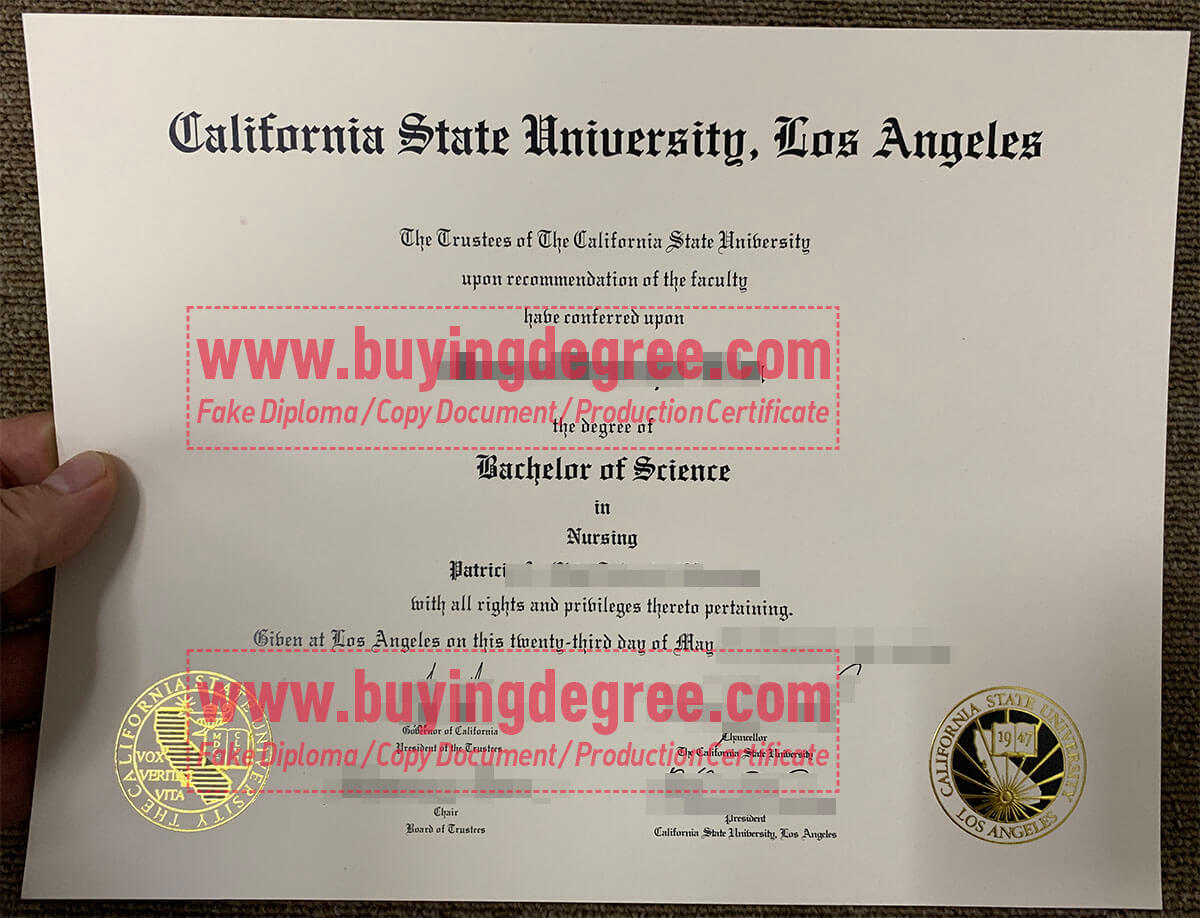 California State University, Los Angeles
The Trustees of The California State University
upon recommendation of the faculty
have conferred upon
www.buyingdegree.com
Fake Diploma / Copy Document / Production Certificate
the degree of
Bachelor of Science
in
Nursing
Patrici
with all rights and privileges thereto pertaining.
Given at Los Angeles on this twenty-third day of May
www.buyingdegree.com
Governor of California
President of the Trustees
Chancellor
The California State University
Fake Diploma / Copy Document / Production Certificate
Chair
Board of Trustees
President
California State University, Los Angeles
THE CALIFORNIA STATE UNIVERSITY
VOX
VERITAS
VITA
CALIFORNIA STATE UNIVERSITY
1947
LOS ANGELES